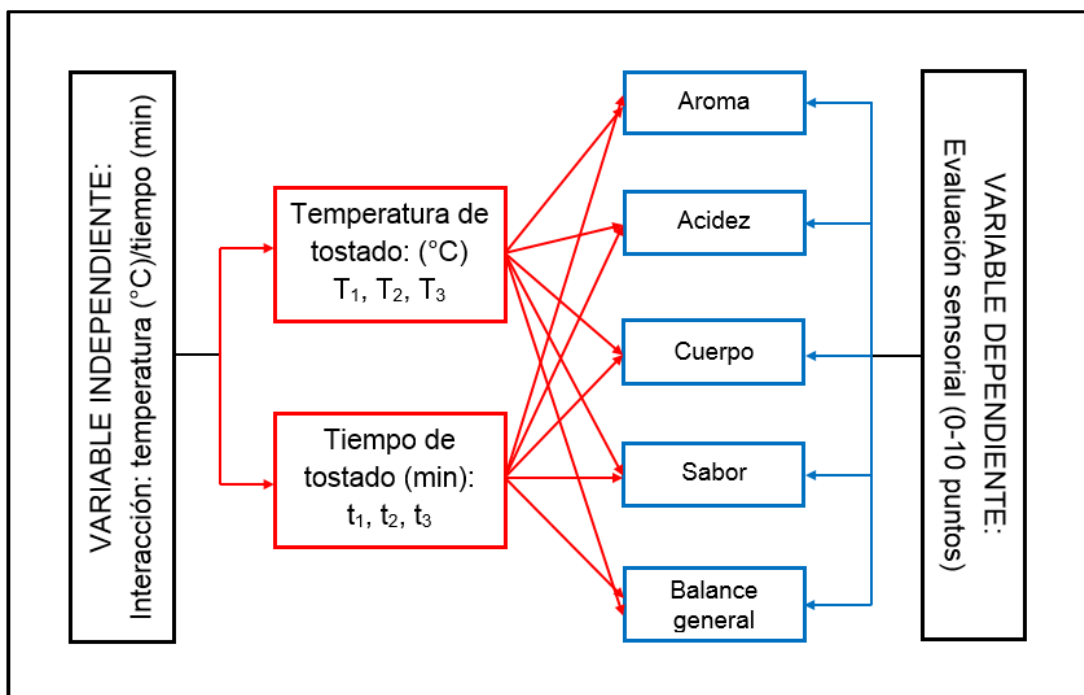 VARIABLE INDEPENDIENTE:
Interacción: temperatura (°C)/tiempo (min)
Temperatura de
tostado: (°C)
T₁, T₂, T₃
Tiempo de
tostado (min):
t₁, t₂, t₃
Aroma
Acidez
Cuerpo
Sabor
Balance
general
VARIABLE DEPENDIENTE:
Evaluación sensorial (0-10 puntos)